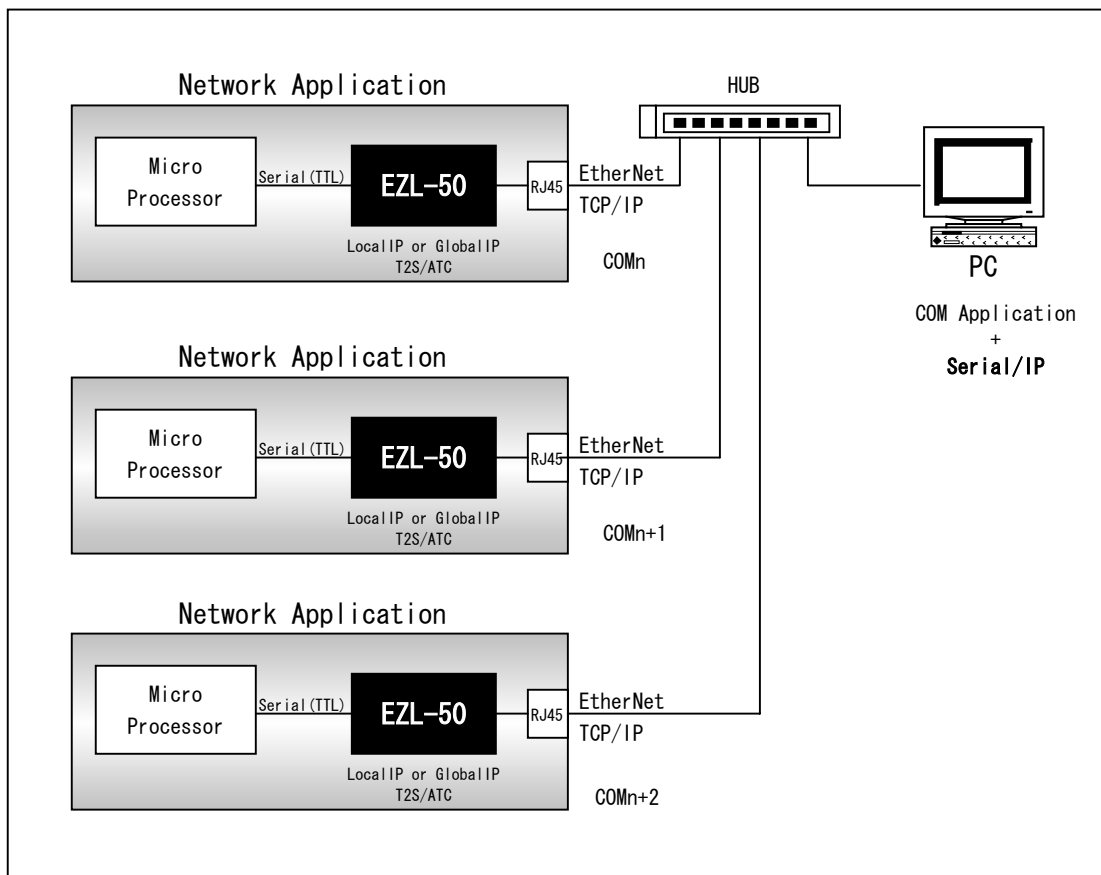 Network Application
HUB
Micro
Processor
Serial(TTL)
EZL-50
RJ45
EtherNet
TCP/IP
LocalIP or GlobalIP
T2S/ATC
COMn
PC
COM Application
+
Serial/IP
Network Application
Micro
Processor
Serial(TTL)
EZL-50
RJ45
EtherNet
TCP/IP
LocalIP or GlobalIP
T2S/ATC
COMn+1
Network Application
Micro
Processor
Serial(TTL)
EZL-50
RJ45
EtherNet
TCP/IP
LocalIP or GlobalIP
T2S/ATC
COMn+2